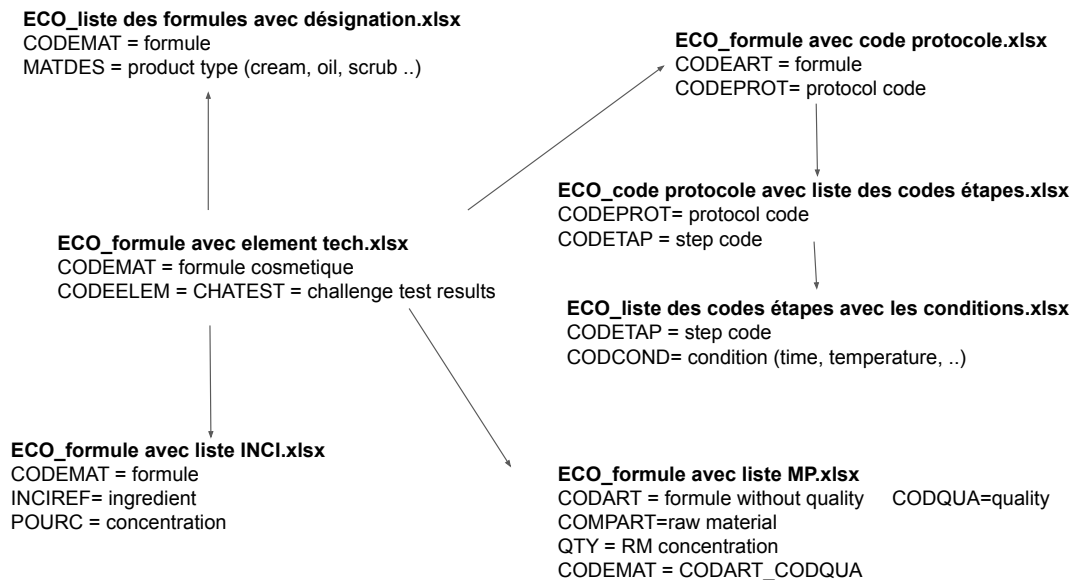 ECO_liste des formules avec désignation.xlsx
CODEMAT = formule
MATDES = product type (cream, oil, scrub ..)
ECO_formule avec code protocole.xlsx
CODEART = formule
CODEPROT= protocol code
ECO_code protocole avec liste des codes étapes.xlsx
CODEPROT= protocol code
CODETAP = step code
ECO_formule avec element tech.xlsx
CODEMAT = formule cosmetique
CODEELEM = CHATEST = challenge test results
ECO_liste des codes étapes avec les conditions.xlsx
CODETAP = step code
CODCOND= condition (time, temperature, ..)
ECO_formule avec liste INCI.xlsx
CODEMAT = formule
INCIREF= ingredient
POURC = concentration
ECO_formule avec liste MP.xlsx
CODART = formule without quality CODQUA=quality
COMPART=raw material
QTY = RM concentration
CODEMAT = CODART_CODQUA